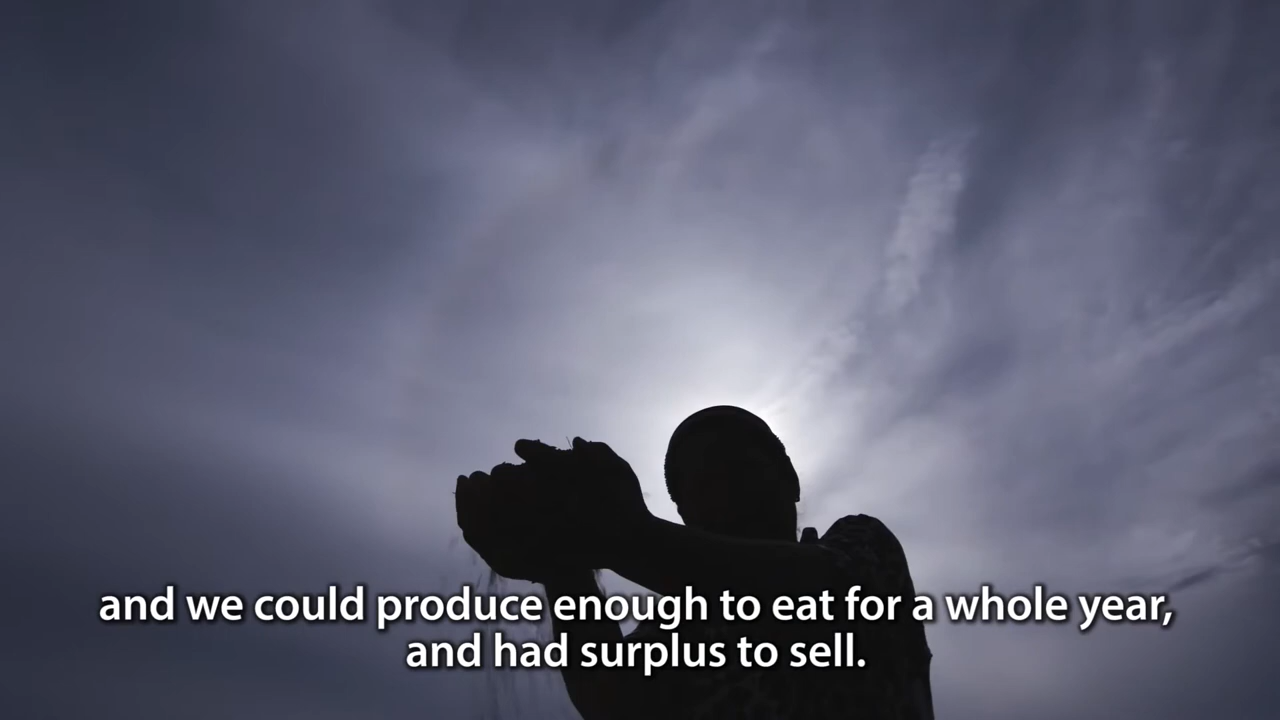 and we could produce enough to eat for a whole year,
and had surplus to sell.